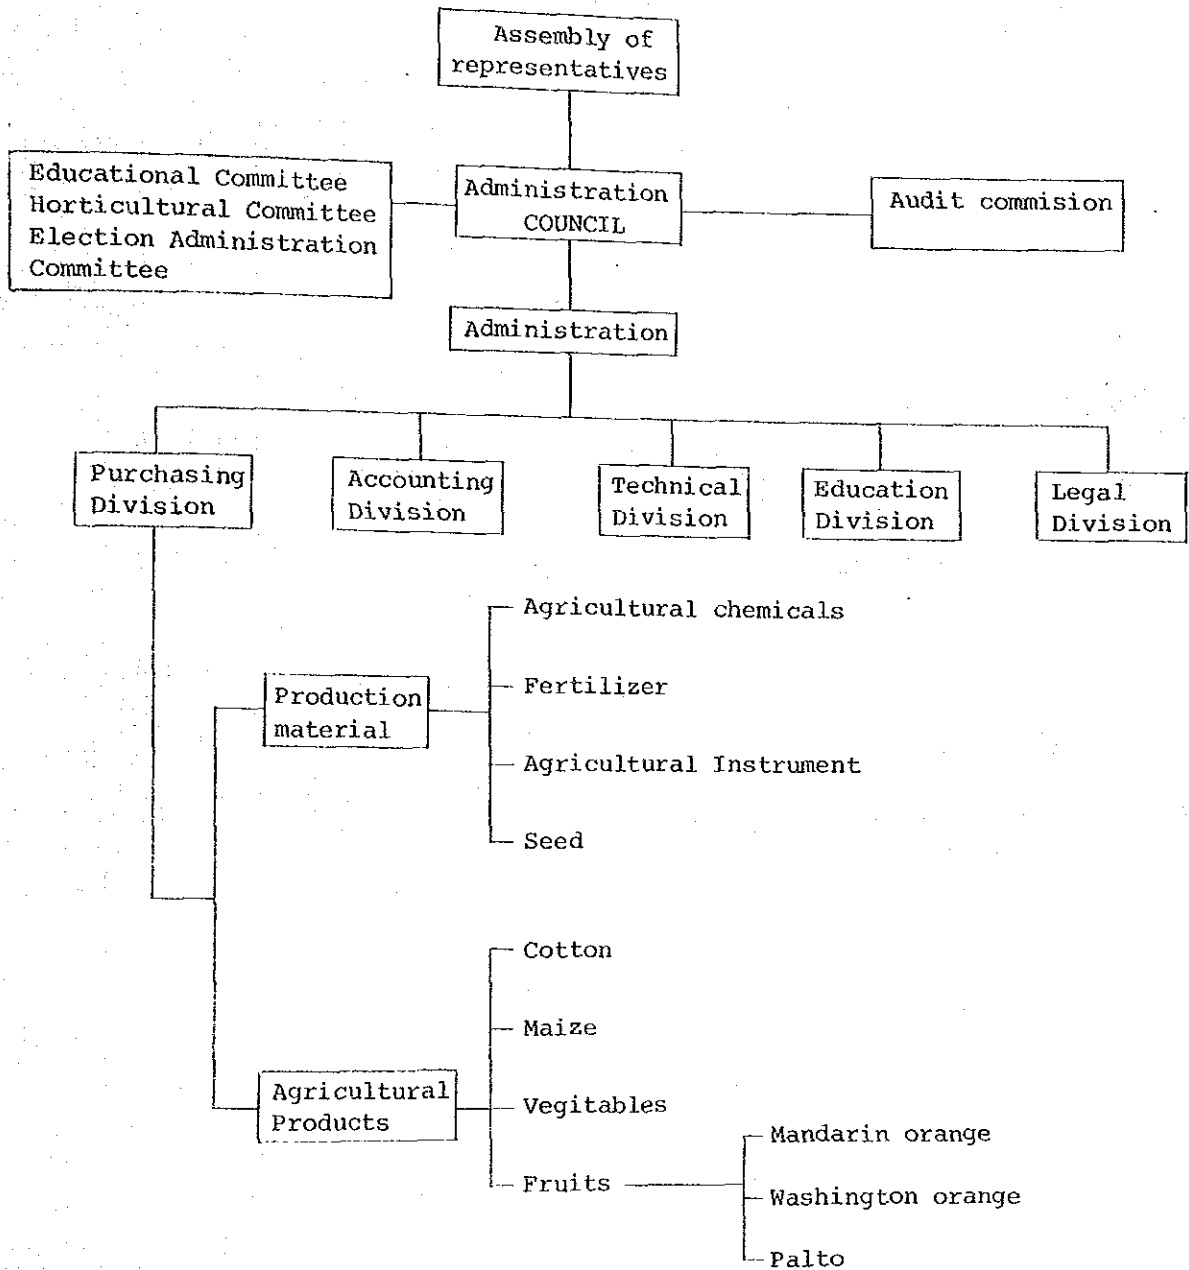 Assembly of
representatives
Educational Committee
Horticultural Committee
Election Administration
Committee
Administration
COUNCIL
Audit commision
Administration
Purchasing
Division
Accounting
Division
Technical
Division
Education
Division
Legal
Division
Agricultural chemicals
Fertilizer
Production
material
Agricultural Instrument
Seed
Cotton
Maize
Agricultural
Products
Vegitables
Fruits
Mandarin orange
Washington orange
Palto